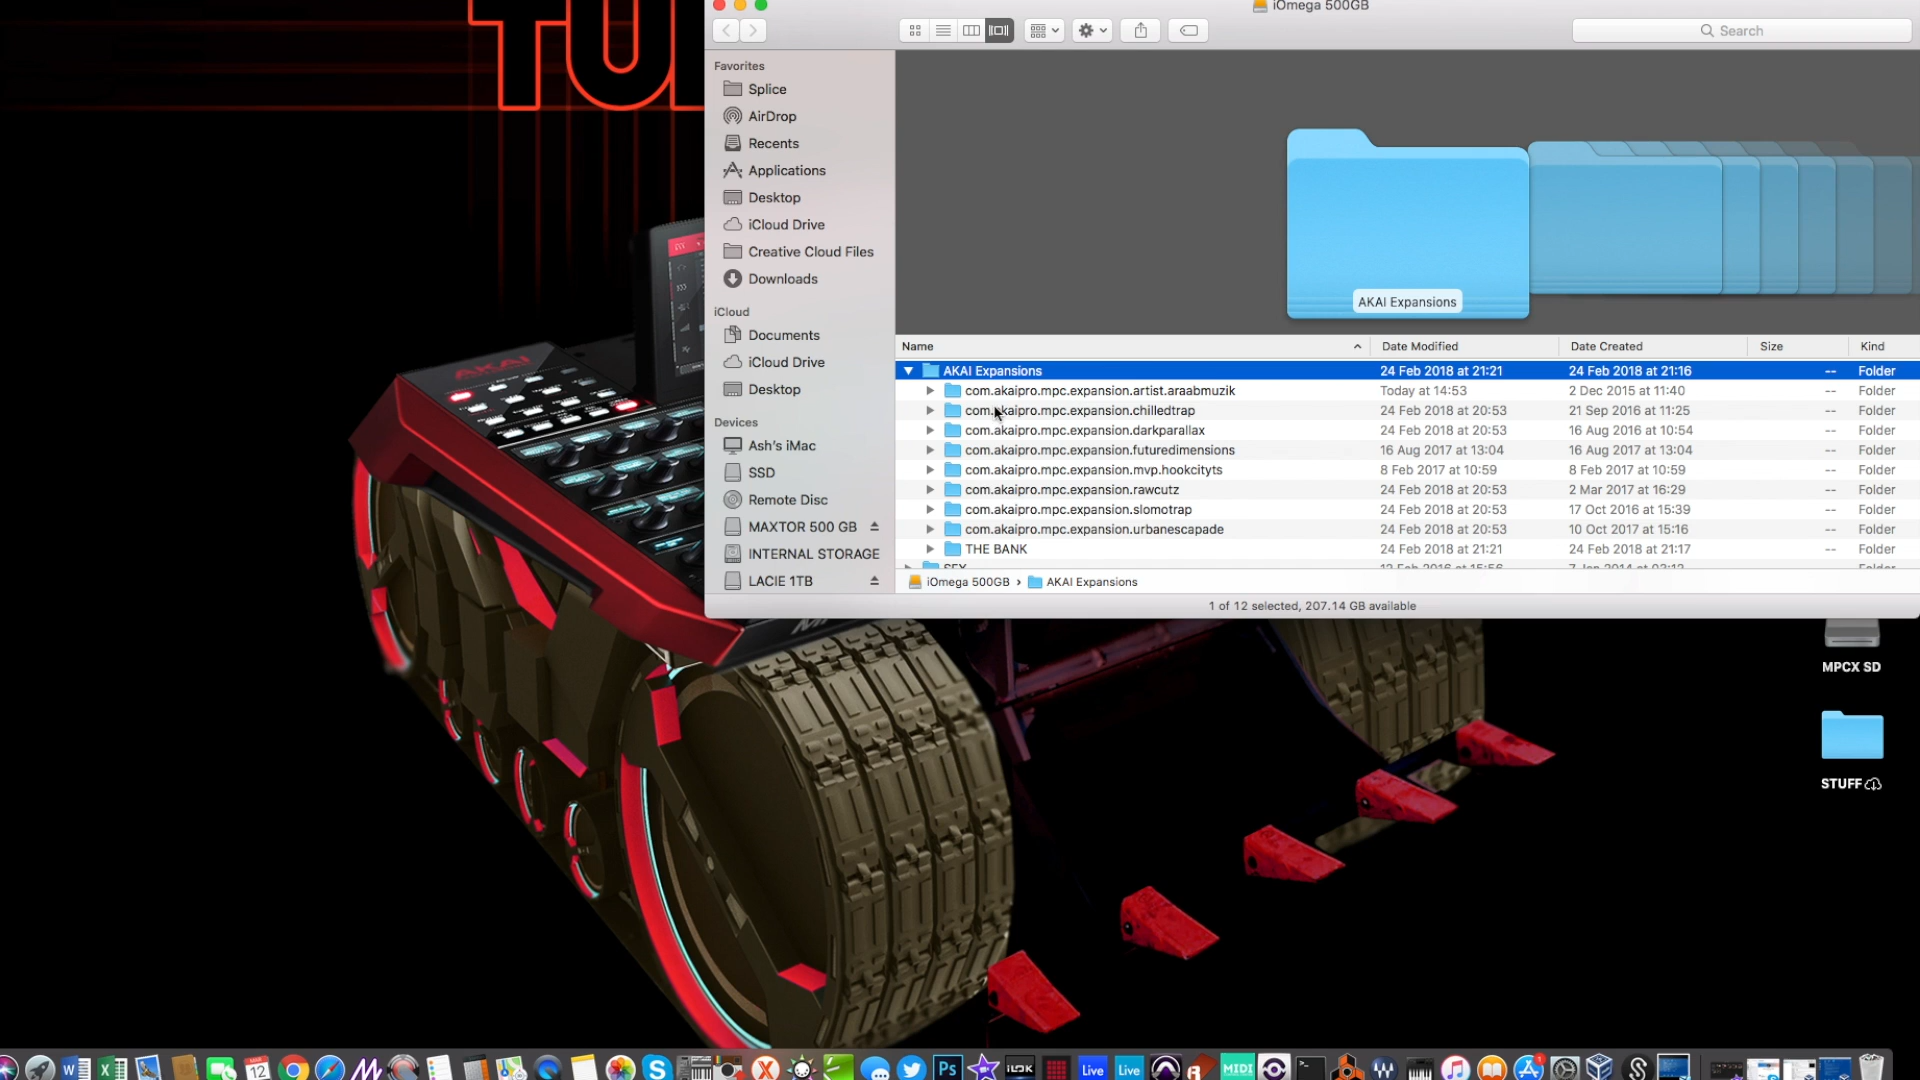 TU
iOmega 500GB
Search
Favorites
Splice
AirDrop
Recents
Applications
Desktop
iCloud Drive
Creative Cloud Files
Downloads
iCloud
Documents
iCloud Drive
Desktop
Devices
Ash's iMac
SSD
Remote Disc
MAXTOR 500 GB
INTERNAL STORAGE
LACIE 1TB
AKAI Expansions
Name Date Modified Date Created Size Kind
AKAI Expansions 24 Feb 2018 at 21:21 24 Feb 2018 at 21:16 -- Folder
com.akaipro.mpc.expansion.artist.araabmuzik Today at 14:53 2 Dec 2015 at 11:40 -- Folder
com.akaipro.mpc.expansion.chilledtrap 24 Feb 2018 at 20:53 21 Sep 2016 at 11:25 -- Folder
com.akaipro.mpc.expansion.darkparallax 24 Feb 2018 at 20:53 16 Aug 2016 at 10:54 -- Folder
com.akaipro.mpc.expansion.futuredimensions 16 Aug 2017 at 13:04 16 Aug 2017 at 13:04 -- Folder
com.akaipro.mpc.expansion.mvp.hookcityts 8 Feb 2017 at 10:59 8 Feb 2017 at 10:59 -- Folder
com.akaipro.mpc.expansion.rawcutz 24 Feb 2018 at 20:53 2 Mar 2017 at 16:29 -- Folder
com.akaipro.mpc.expansion.slomotrap 24 Feb 2018 at 20:53 17 Oct 2016 at 15:39 -- Folder
com.akaipro.mpc.expansion.urbanescapade 24 Feb 2018 at 20:53 10 Oct 2017 at 15:16 -- Folder
THE BANK 24 Feb 2018 at 21:21 24 Feb 2018 at 21:17 -- Folder
iOmega 500GB › AKAI Expansions
1 of 12 selected, 207.14 GB available
AKAI
MPCX SD
STUFF
W X 12 S Ps iLOK Live Live MIDI